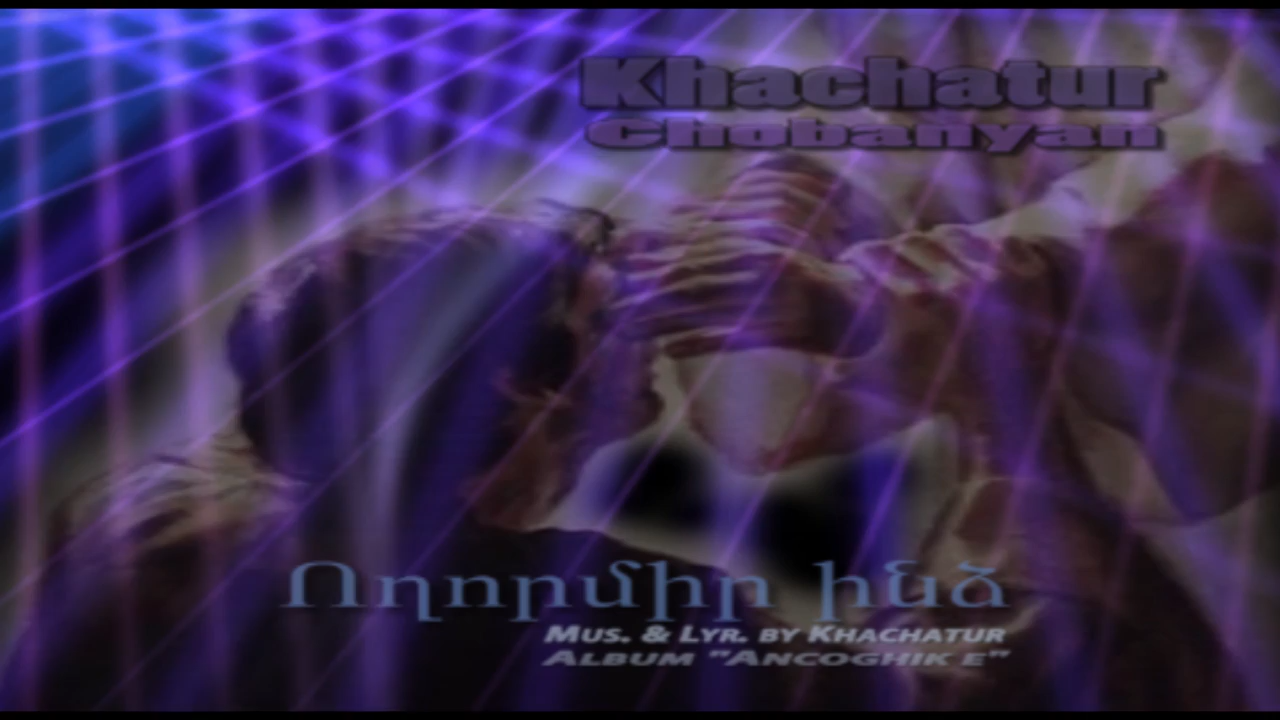 Khachatur
Chobanyan
Ողորմիր ինձ
Mus. & Lyr. by Khachatur
Album "Ancoghik e"